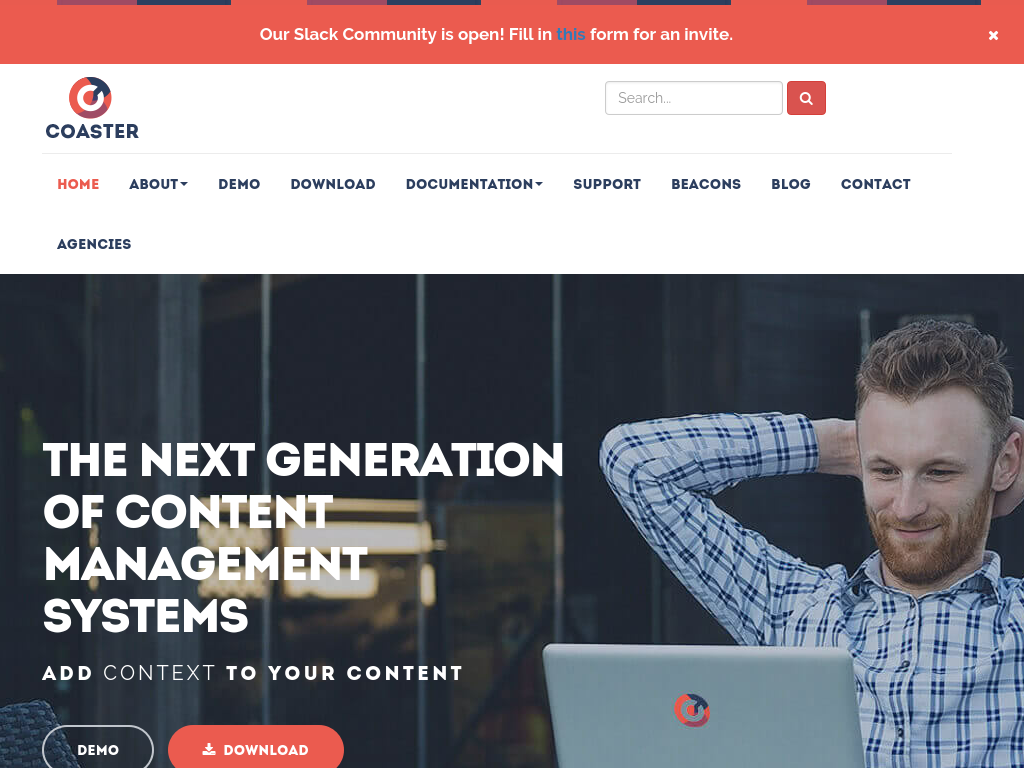 Our Slack Community is open! Fill in this form for an invite.
COASTER
Search...
HOME ABOUT DEMO DOWNLOAD DOCUMENTATION SUPPORT BEACONS BLOG CONTACT
AGENCIES
THE NEXT GENERATION
OF CONTENT
MANAGEMENT
SYSTEMS
ADD CONTEXT TO YOUR CONTENT
DEMO DOWNLOAD